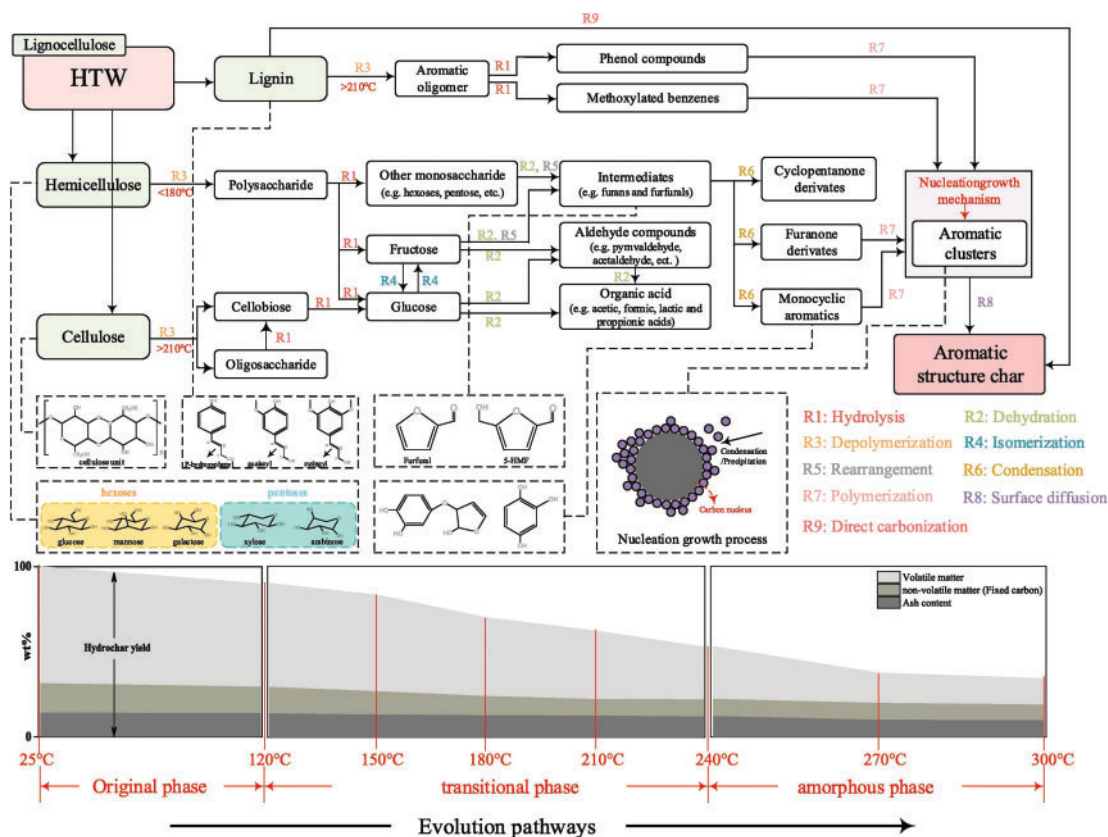 R9
Lignocellulose
HTW
Lignin
R3
>210℃
Aromatic
oligomer
R1
R1
Phenol compounds
Methoxylated benzenes
R7
R7
Hemicellulose
R3
<180℃
Polysaccharide
Other monosaccharide
(e.g. hexoses, pentose, etc.)
R2, R5
Intermediates
(e.g. furans and furfurals)
R6
Cyclopentanone
derivates
Nucleationgrowth
mechanism
Aromatic
clusters
R1
Fructose
R2, R5
R2
Aldehyde compounds
(e.g. pymvaldehyde,
acetaldehyde, ect. )
R6
Furanone
derivates
R7
R4
R4
R2
R1
Cellobiose
R1
Glucose
R2
R2
Organic acid
(e.g. acetic, formic, lactic and
proppionic acids)
R6
Monocyclic
aromatics
R7
R8
Cellulose
R3
>210℃
R1
Oligosaccharide
Aromatic
structure char
cellulose unit
guaiacyl
Furfural
5-HMF
Condensation
/Precipitation
Carbon nucleus
Nucleation growth process
R1: Hydrolysis
R2: Dehydration
R3: Depolymerization
R4: Isomerization
R5: Rearrangement
R6: Condensation
R7: Polymerization
R8: Surface diffusion
R9: Direct carbonization
hexoses
pentoses
glucose
mannose
galactose
xylose
arabinose
100
wt%
0
Hydrochar yield
Volatile matter
non-volatile matter (Fixed carbon)
Ash content
25℃
120℃
150℃
180℃
210℃
240℃
270℃
300℃
Original phase
transitional phase
amorphous phase
Evolution pathways